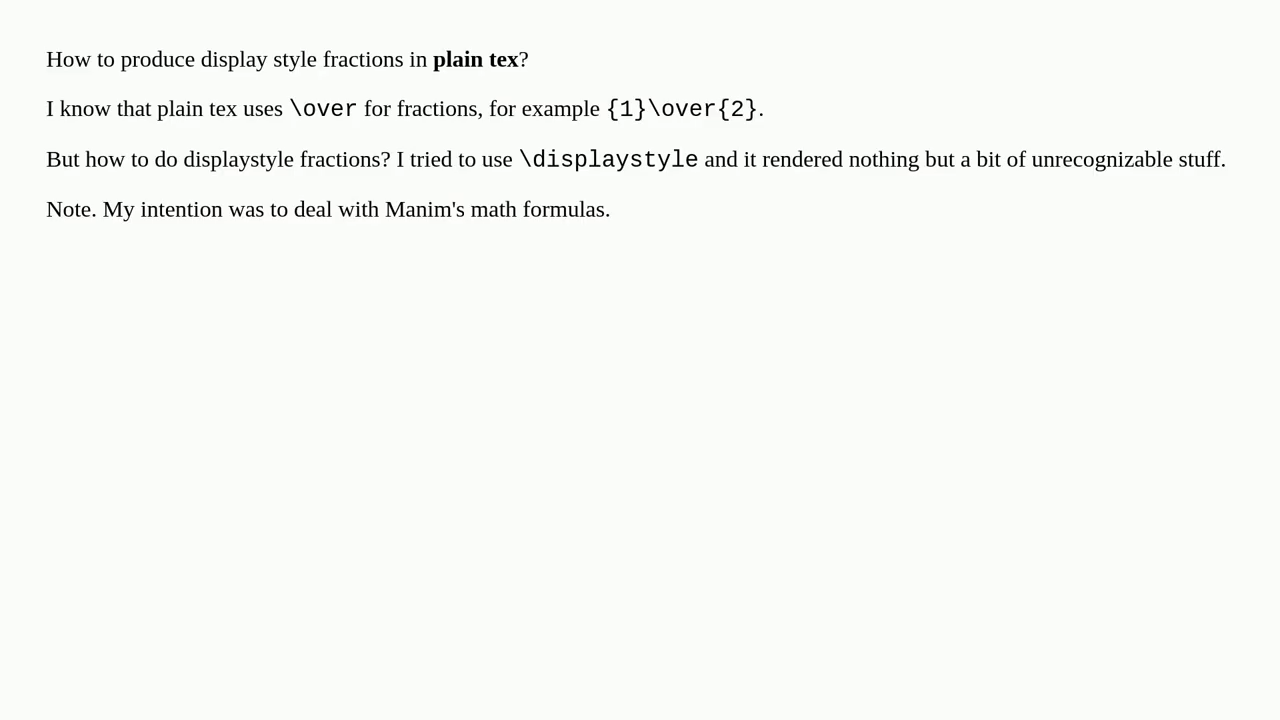 How to produce display style fractions in plain tex?
I know that plain tex uses \over for fractions, for example {1}\over{2}.
But how to do displaystyle fractions? I tried to use \displaystyle and it rendered nothing but a bit of unrecognizable stuff.
Note. My intention was to deal with Manim's math formulas.